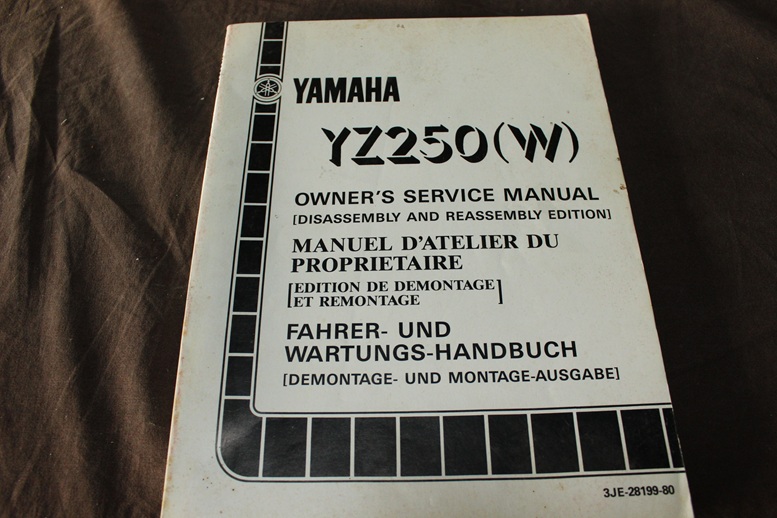 YAMAHA
YZ250(W)
OWNER'S SERVICE MANUAL
[DISASSEMBLY AND REASSEMBLY EDITION]
MANUEL D'ATELIER DU
PROPRIETAIRE
[EDITION DE DEMONTAGE
ET REMONTAGE]
FAHRER- UND
WARTUNGS-HANDBUCH
[DEMONTAGE- UND MONTAGE-AUSGABE]
3JE-28199-80